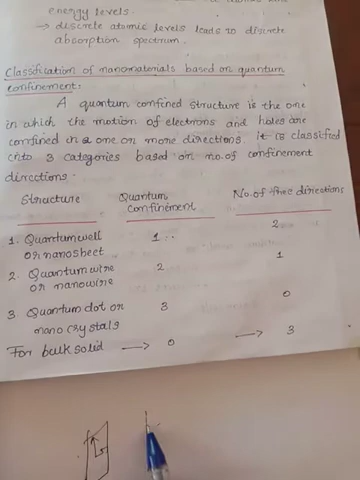 energy levels.
→ discrete atomic levels leads to discrete
absorption spectrum.
Classification of nanomaterials based on quantum
confinement:
A quantum confined structure is the one
in which the motion of electrons and holes are
confined in one or more directions. It is classified
into 3 categories based on no. of confinement
directions.
Structure Quantum Confinement No. of free directions
1. Quantum well or nanosheet 1 2
2. Quantum wire or nanowire 2 1
3 Quantum dot or nano crystals 3 0
For bulk solid → 0 → 3